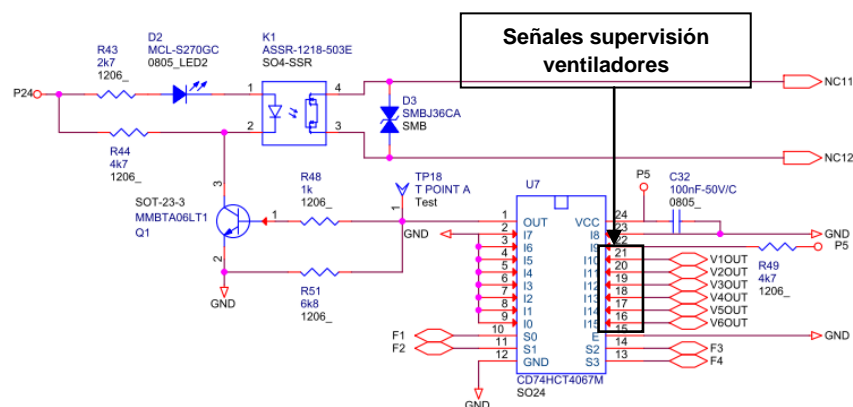 Señales supervisión
ventiladores
D2
MCL-S270GC
0805_LED2
K1
ASSR-1218-503E
SO4-SSR
R43
2k7
1206_
P24
1
2
4
3
R44
4k7
1206_
D3
SMBJ36CA
SMB
NC11
NC12
SOT-23-3
MMBTA06LT1
Q1
3
1
2
GND
R48
1k
1206_
R51
6k8
1206_
TP18
T POINT A
Test
1
GND
U7
P5
C32
100nF-50V/C
0805_
GND
R49
4k7
1206_
P5
1 OUT VCC 24
2 I7 I8 23
3 I6 I9 22
4 I5 I10 21 V1OUT
5 I4 I11 20 V2OUT
6 I3 I12 19 V3OUT
7 I2 I13 18 V4OUT
8 I1 I14 17 V5OUT
9 I0 I15 16 V6OUT
F1 10 S0 E 15 GND
F2 11 S1 S2 14 F3
12 GND S3 13 F4
CD74HCT4067M
SO24
GND